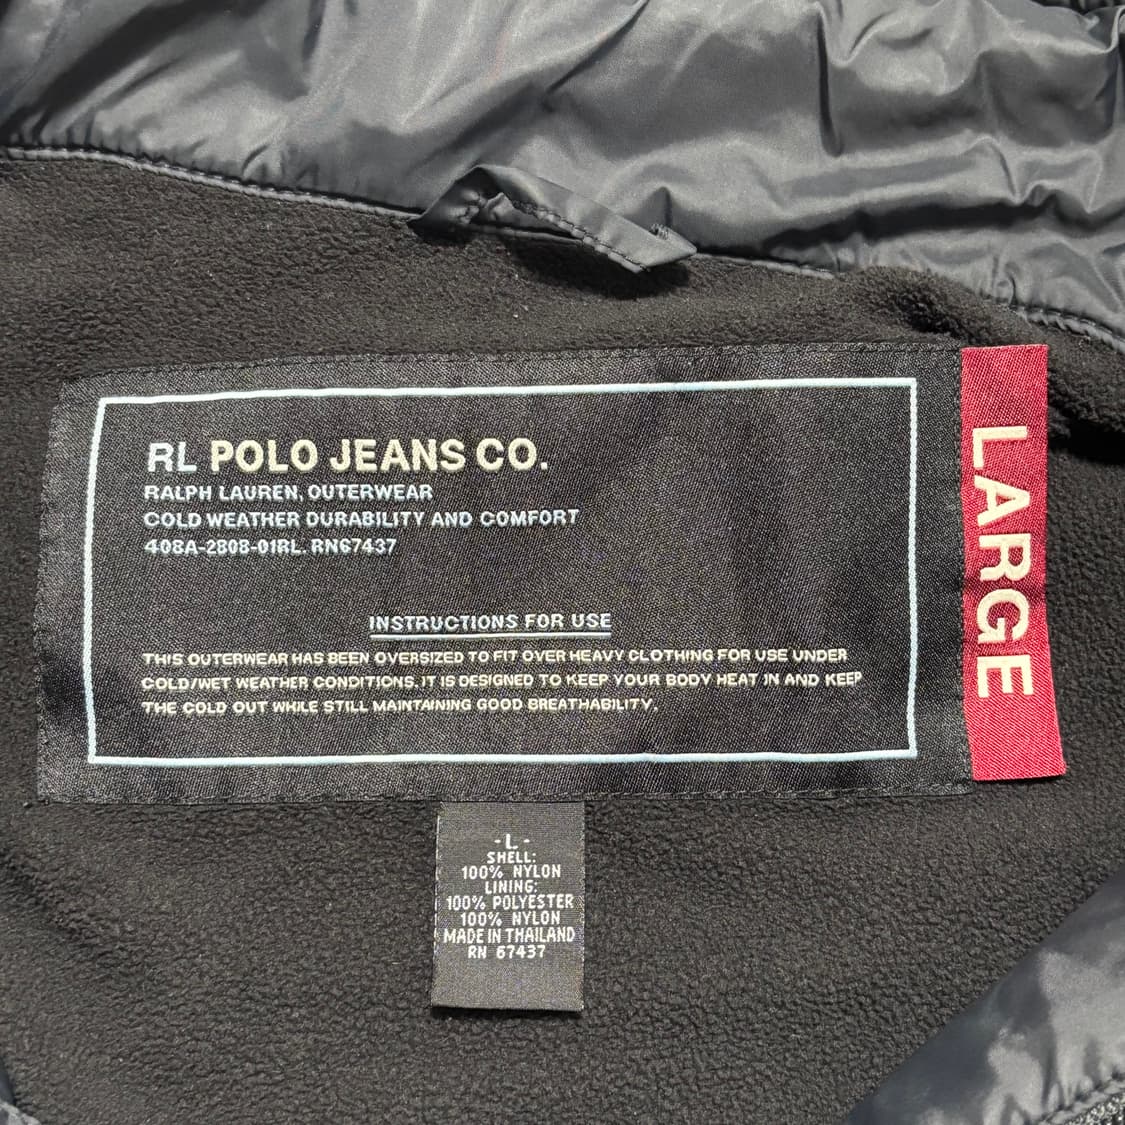 RL POLO JEANS CO.
RALPH LAUREN, OUTERWEAR
COLD WEATHER DURABILITY AND COMFORT
408A-2808-01RL. RN67437
INSTRUCTIONS FOR USE
THIS OUTERWEAR HAS BEEN OVERSIZED TO FIT OVER HEAVY CLOTHING FOR USE UNDER
COLD/WET WEATHER CONDITIONS. IT IS DESIGNED TO KEEP YOUR BODY HEAT IN AND KEEP
THE COLD OUT WHILE STILL MAINTAINING GOOD BREATHABILITY.
LARGE
-L-
SHELL:
100% NYLON
LINING:
100% POLYESTER
100% NYLON
MADE IN THAILAND
RN 67437